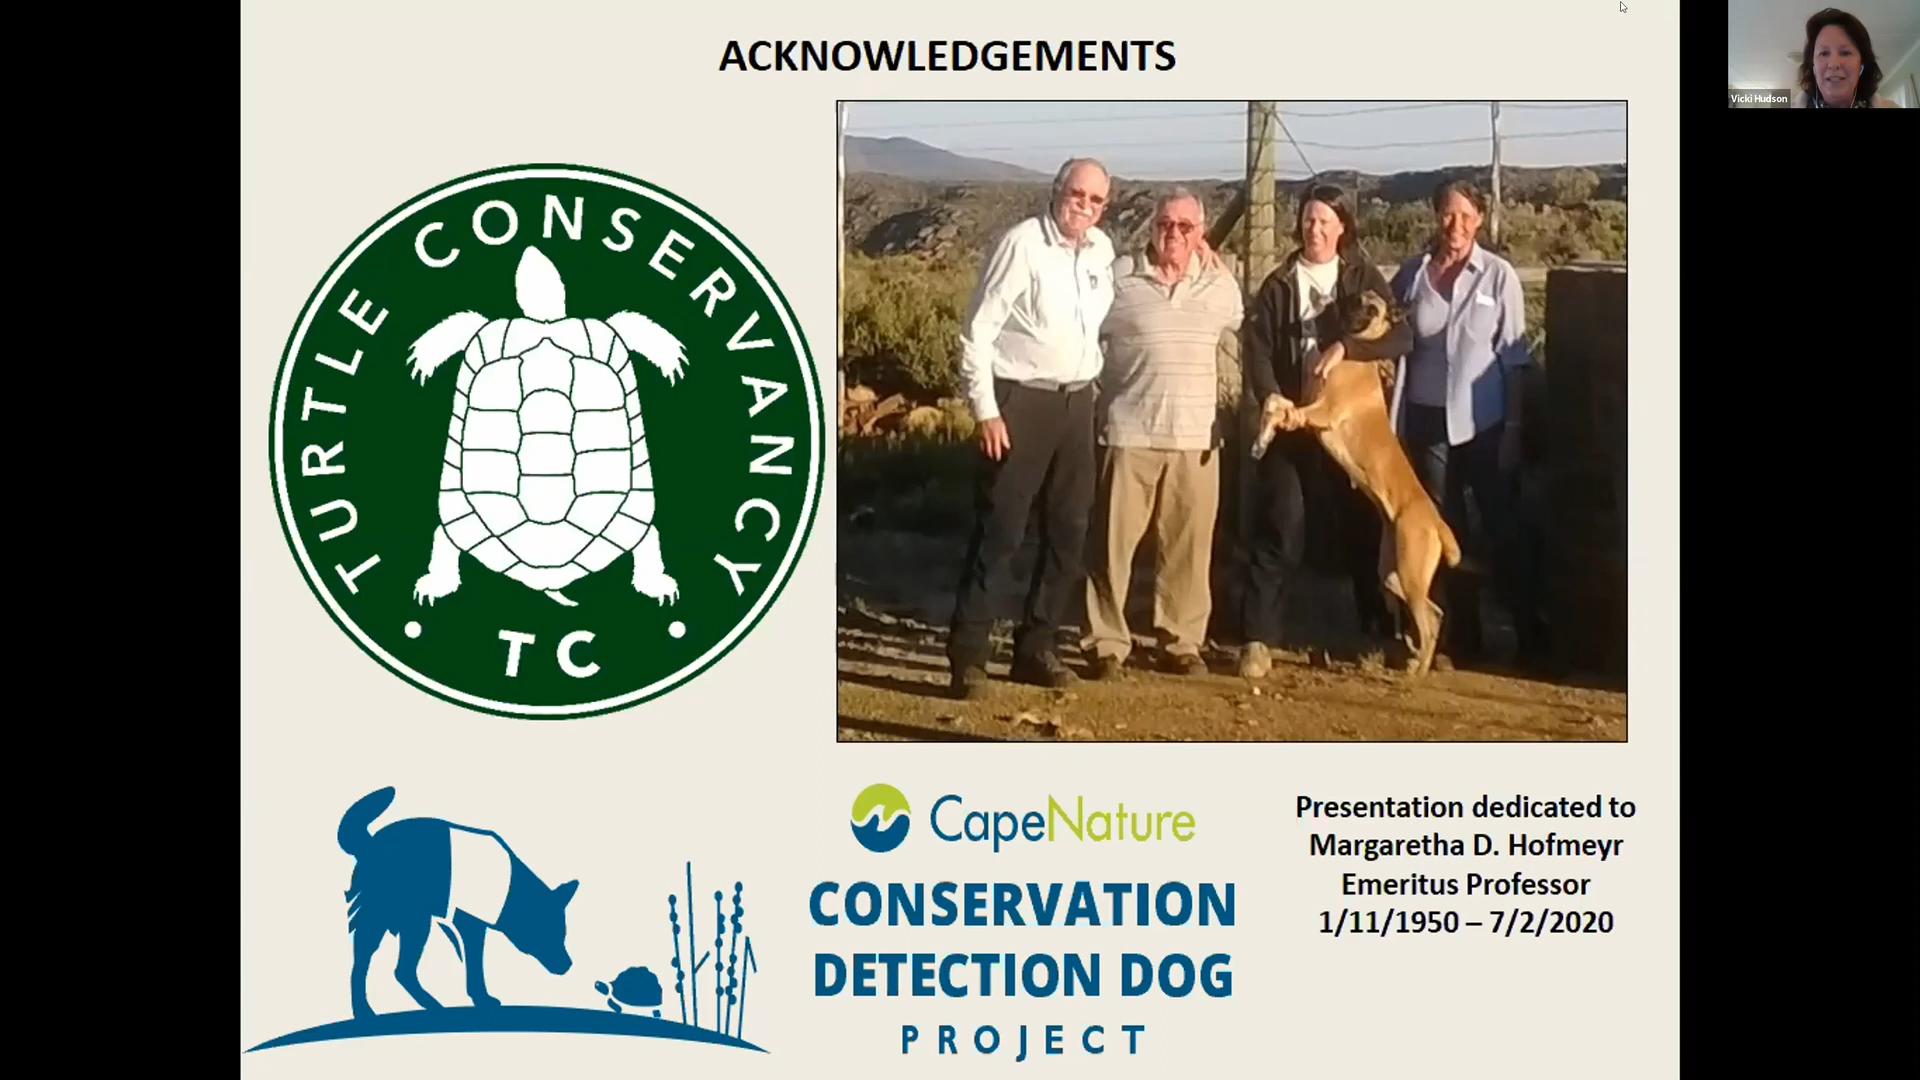 ACKNOWLEDGEMENTS
Vicki Hudson
TURTLE CONSERVANCY
• TC •
CapeNature
CONSERVATION
DETECTION DOG
PROJECT
Presentation dedicated to
Margaretha D. Hofmeyr
Emeritus Professor
1/11/1950 – 7/2/2020